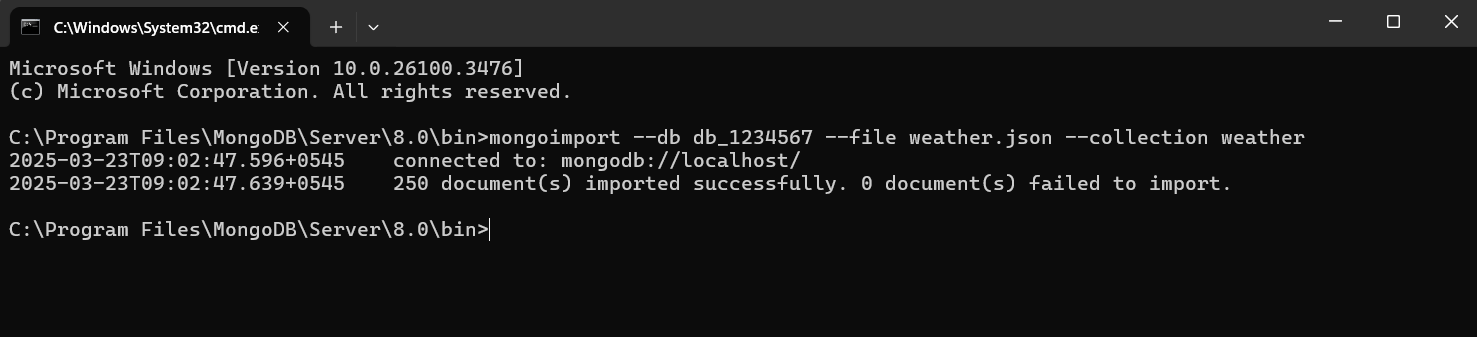 C:\Windows\System32\cmd.e
Microsoft Windows [Version 10.0.26100.3476]
(c) Microsoft Corporation. All rights reserved.
C:\Program Files\MongoDB\Server\8.0\bin>mongoimport --db db_1234567 --file weather.json --collection weather
2025-03-23T09:02:47.596+0545    connected to: mongodb://localhost/
2025-03-23T09:02:47.639+0545    250 document(s) imported successfully. 0 document(s) failed to import.
C:\Program Files\MongoDB\Server\8.0\bin>